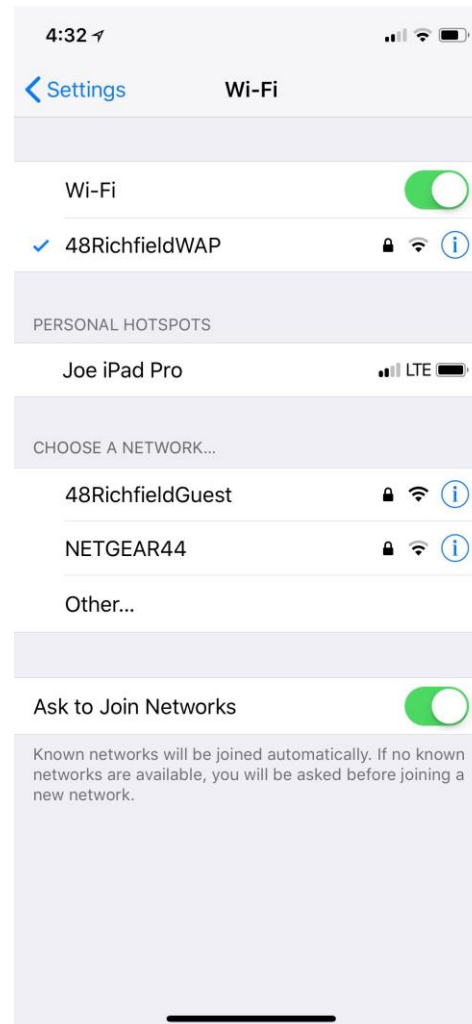 4:32
Settings Wi-Fi
Wi-Fi
48RichfieldWAP
PERSONAL HOTSPOTS
Joe iPad Pro LTE
CHOOSE A NETWORK...
48RichfieldGuest
NETGEAR44
Other...
Ask to Join Networks
Known networks will be joined automatically. If no known
networks are available, you will be asked before joining a
new network.